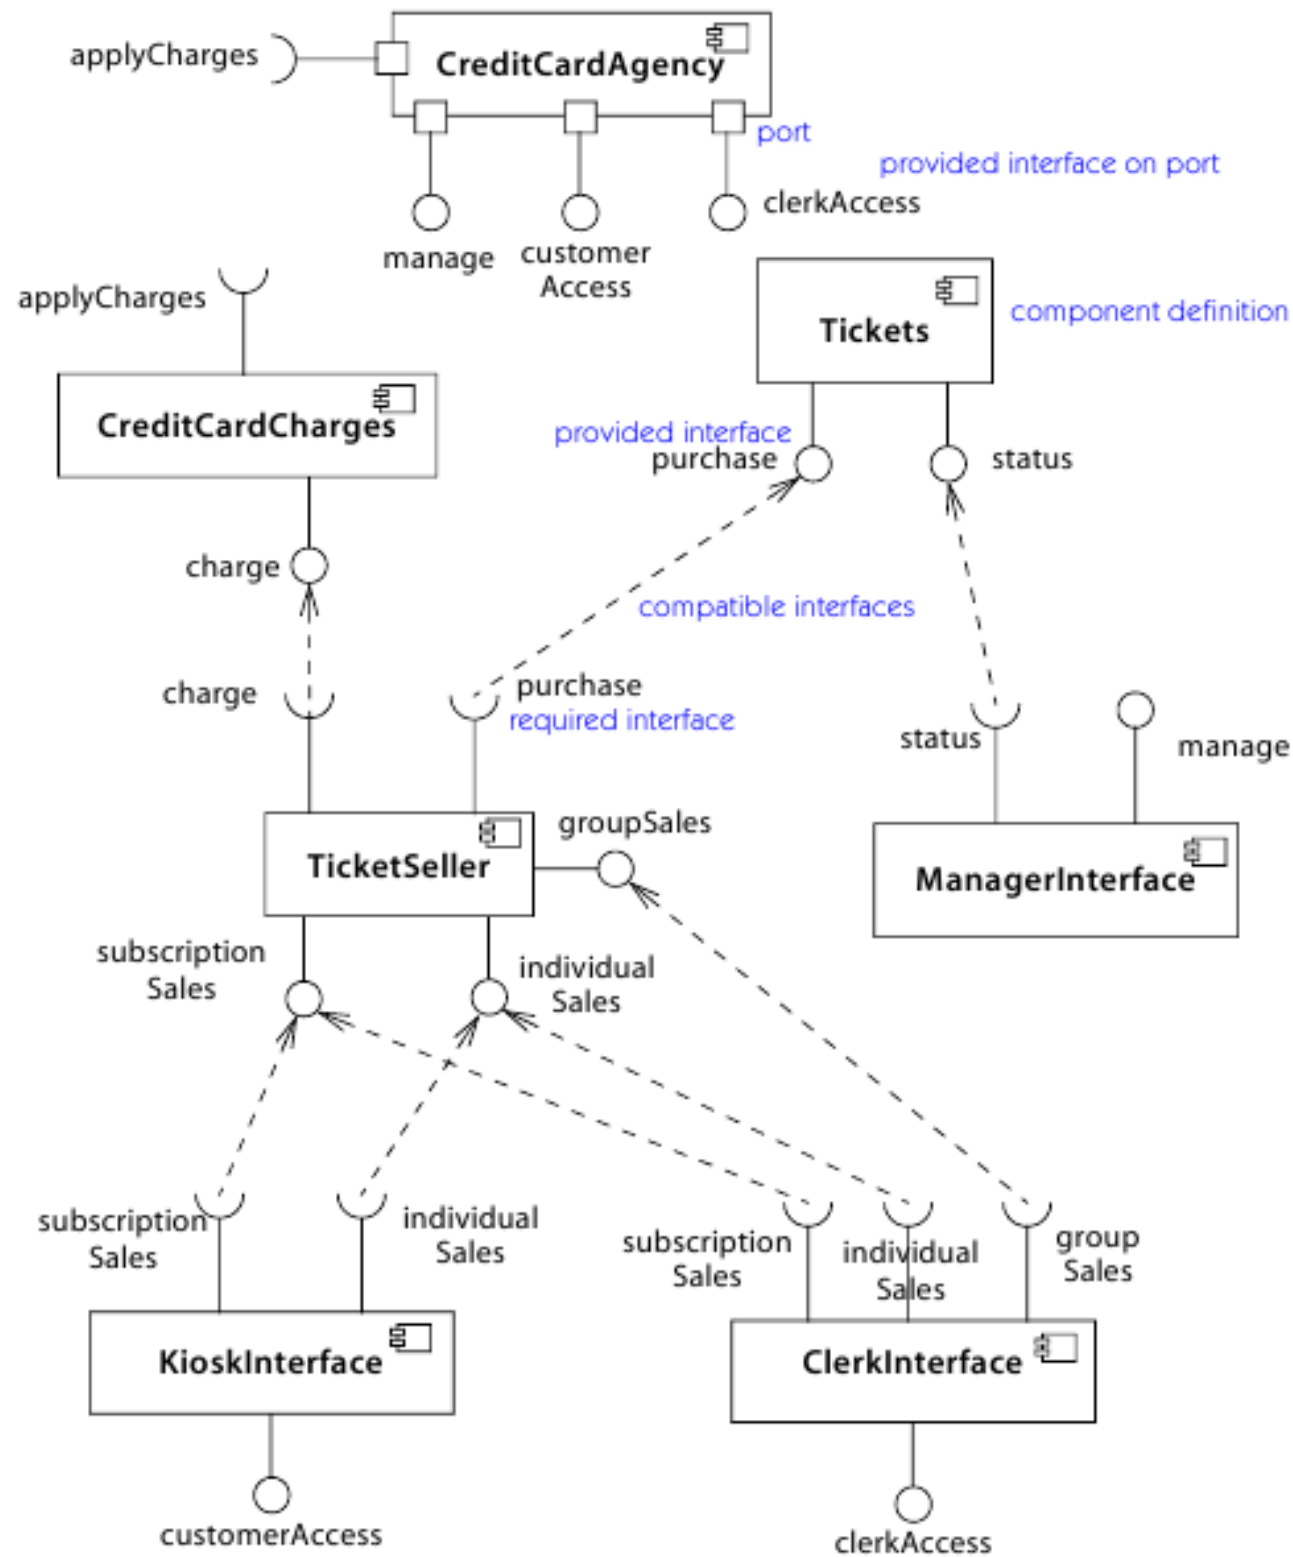 applyCharges
CreditCardAgency
port
provided interface on port
clerkAccess
manage
customer
Access
applyCharges
Tickets
component definition
CreditCardCharges
provided interface
purchase
status
charge
compatible interfaces
charge
purchase
required interface
status
manage
groupSales
TicketSeller
ManagerInterface
subscription
Sales
individual
Sales
subscription
Sales
individual
Sales
subscription
Sales
individual
Sales
group
Sales
KioskInterface
ClerkInterface
customerAccess
clerkAccess